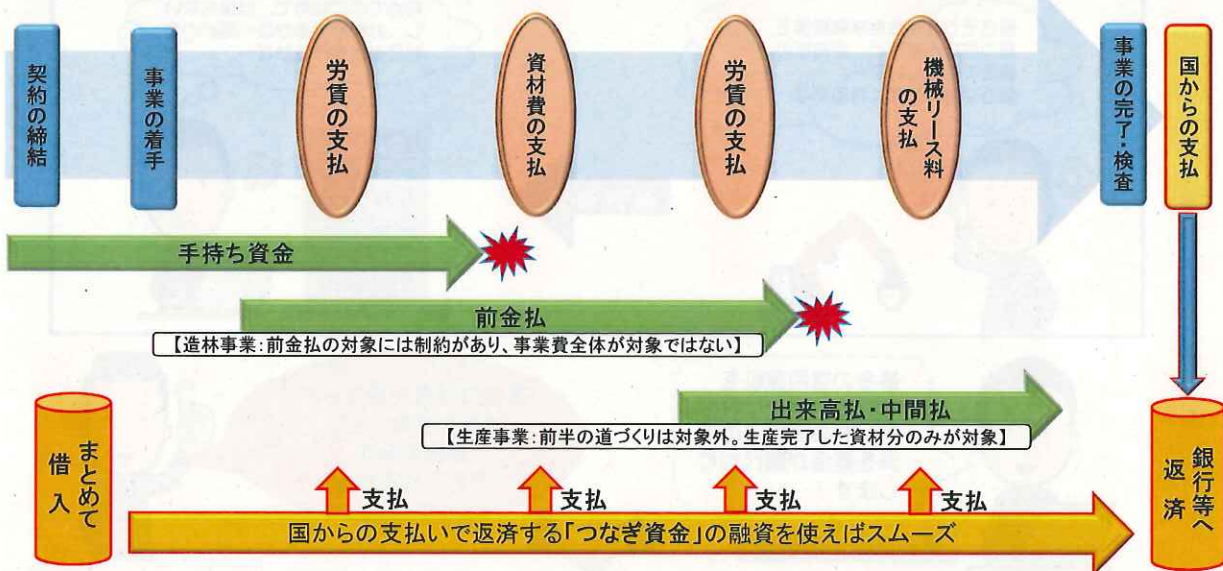 契約の締結
事業の着手
労賃の支払
資材費の支払
労賃の支払
機械リース料
の支払
事業の完了・検査
国からの支払
手持ち資金
前金払
【造林事業：前金払の対象には制約があり、事業費全体が対象ではない】
出来高払・中間払
【生産事業：前半の道づくりは対象外。生産完了した資材分のみが対象】
まとめて
借入
支払
支払
支払
支払
国からの支払いで返済する「つなぎ資金」の融資を使えばスムーズ
銀行等へ
返済